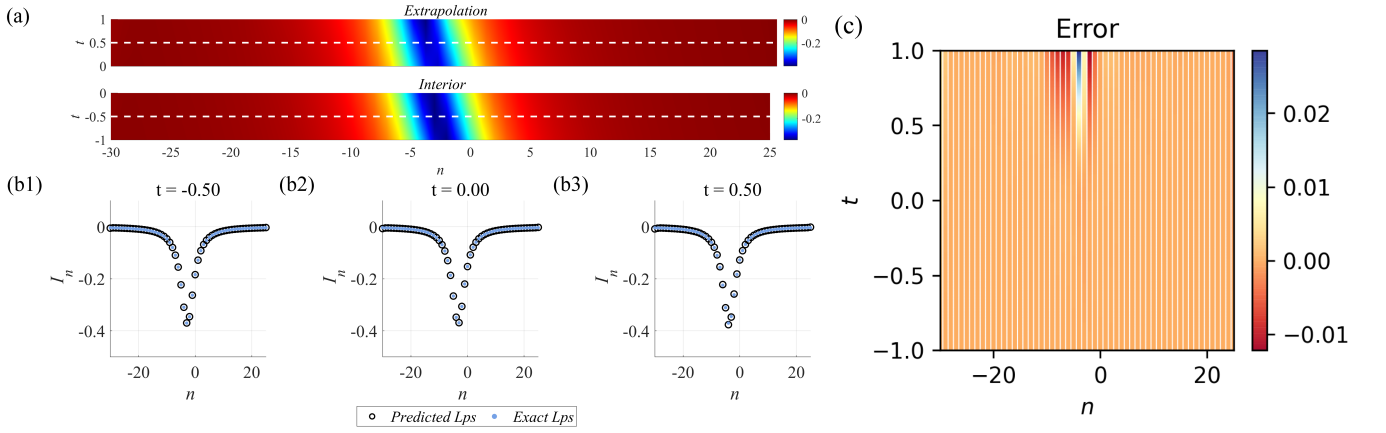 (a)
Extrapolation
1
0.5
0
t
0
-0.2
Interior
0
-0.5
-1
t
0
-0.2
-30 -25 -20 -15 -10 -5 0 5 10 15 20 25
n
(b1)
t = -0.50
0
-0.2
-0.4
I_n
-20 0 20
n
(b2)
t = 0.00
0
-0.2
-0.4
I_n
-20 0 20
n
(b3)
t = 0.50
0
-0.2
-0.4
I_n
-20 0 20
n
Predicted Lps Exact Lps
(c)
Error
1.0
0.5
0.0
−0.5
−1.0
t
−20 0 20
n
0.02
0.01
0.00
−0.01